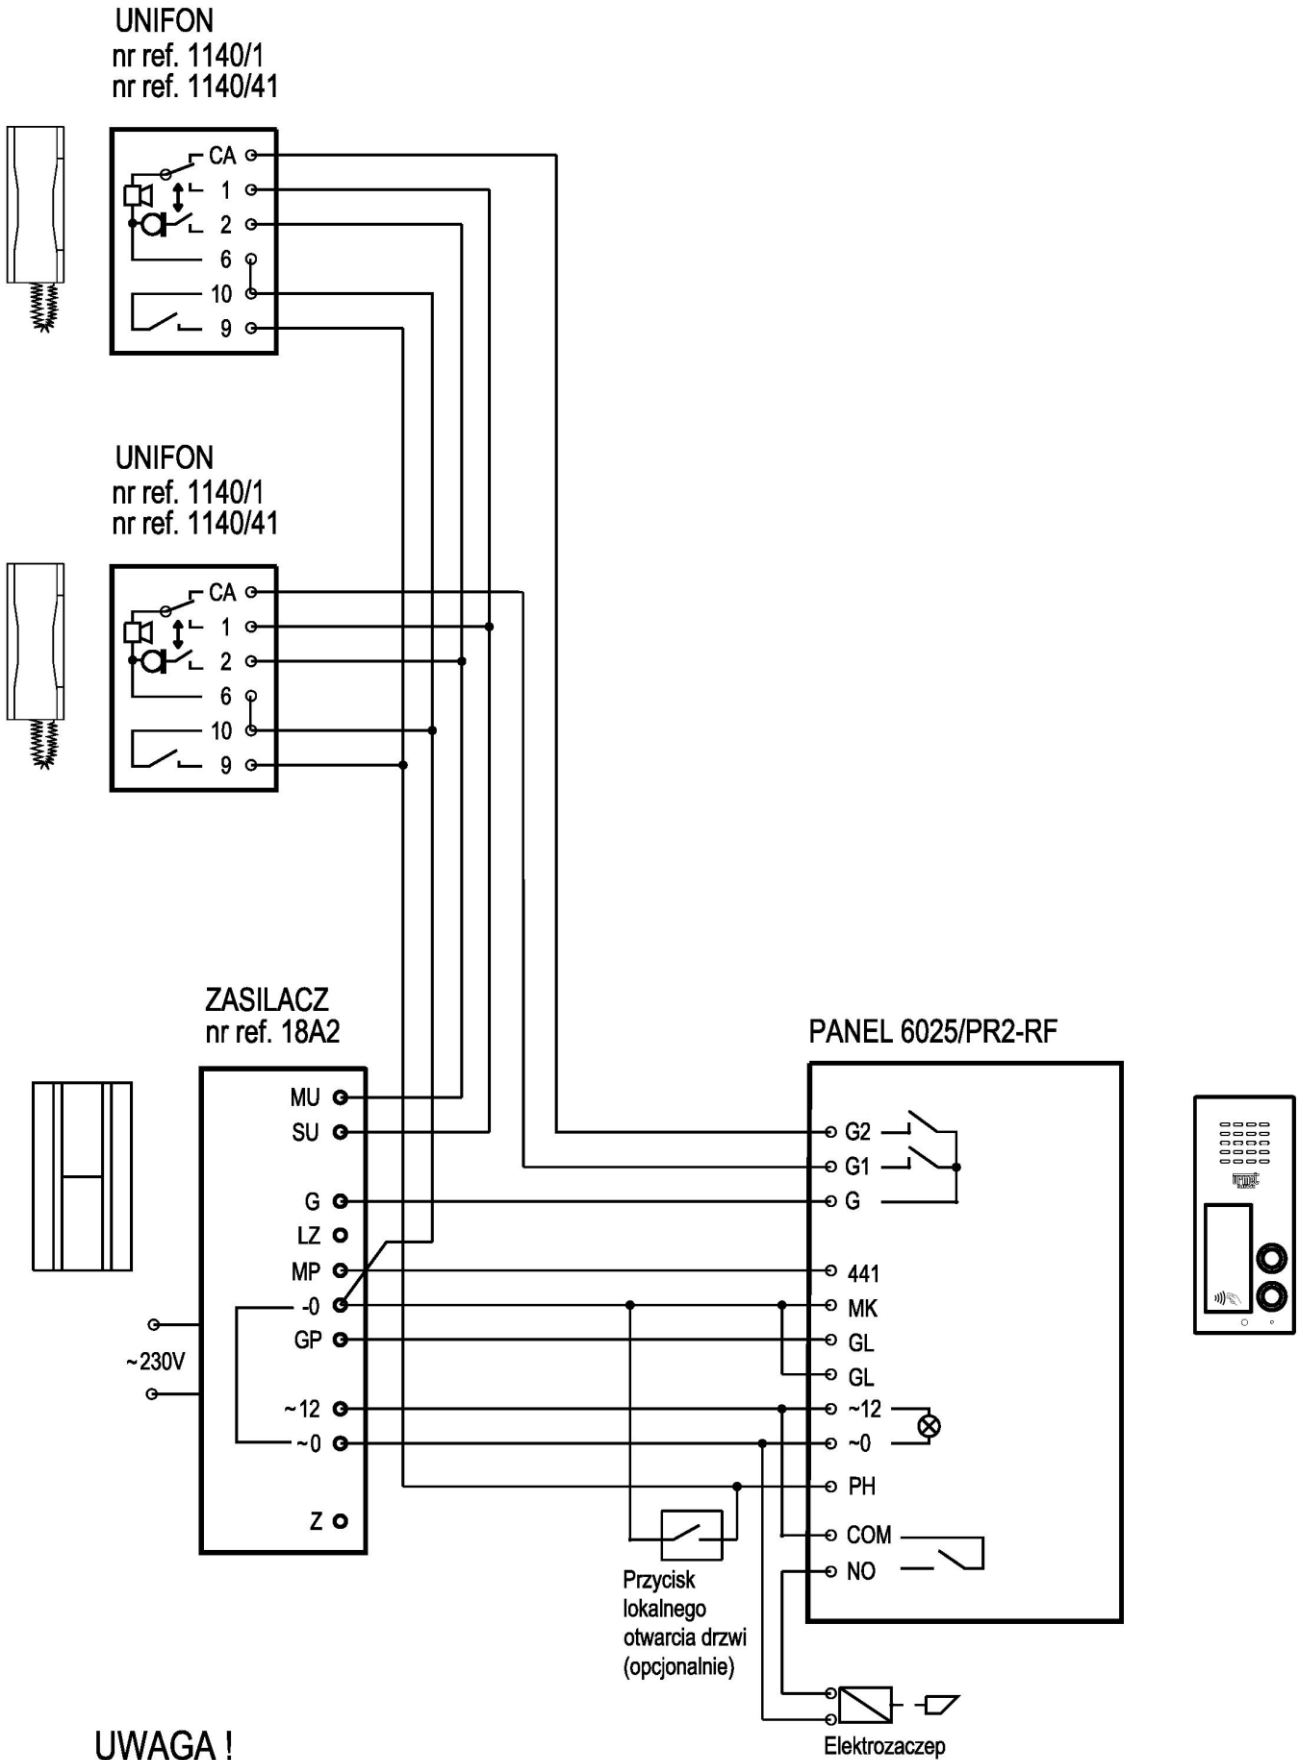 UNIFON
nr ref. 1140/1
nr ref. 1140/41
CA
1
2
6
10
9
UNIFON
nr ref. 1140/1
nr ref. 1140/41
CA
1
2
6
10
9
ZASILACZ
nr ref. 18A2
MU
SU
G
LZ
MP
-0
GP
~12
~0
Z
~230V
PANEL 6025/PR2-RF
G2
G1
G
441
MK
GL
GL
~12
~0
PH
COM
NO
Przycisk
lokalnego
otwarcia drzwi
(opcjonalnie)
Elektrozaczep
urmet
UWAGA !